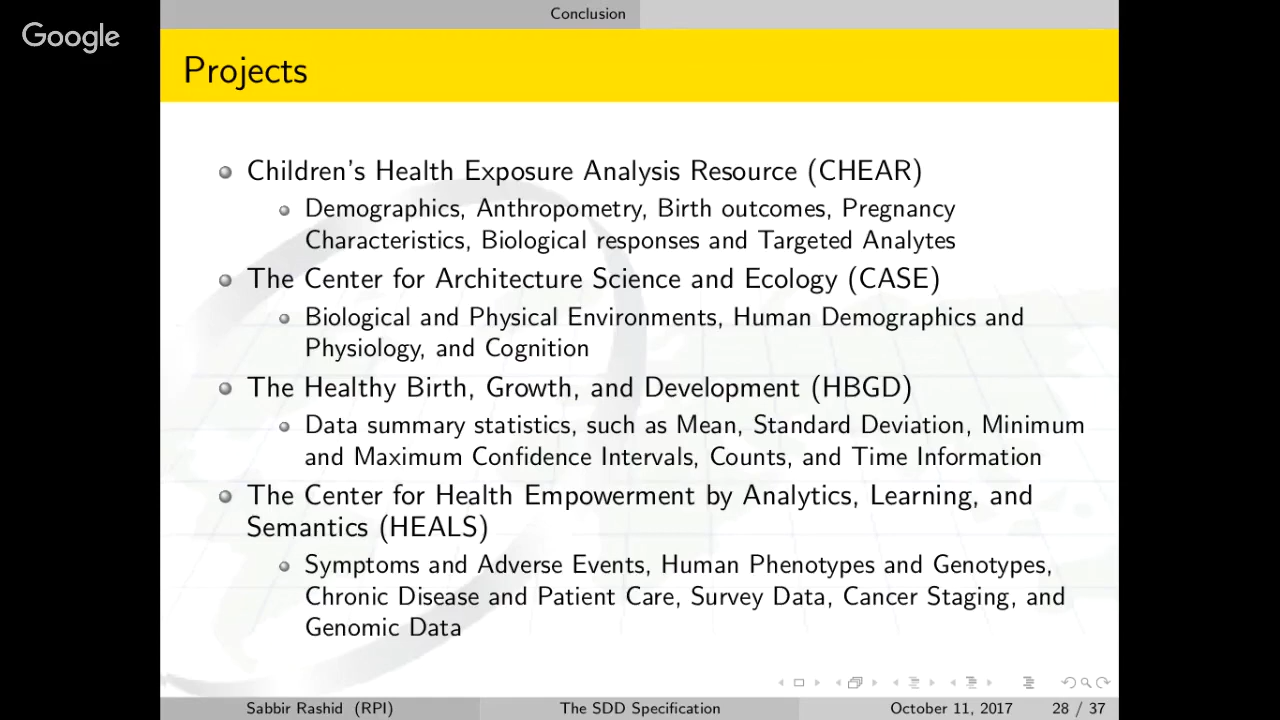 Conclusion
Google
Projects
Children's Health Exposure Analysis Resource (CHEAR)
Demographics, Anthropometry, Birth outcomes, Pregnancy
Characteristics, Biological responses and Targeted Analytes
The Center for Architecture Science and Ecology (CASE)
Biological and Physical Environments, Human Demographics and
Physiology, and Cognition
The Healthy Birth, Growth, and Development (HBGD)
Data summary statistics, such as Mean, Standard Deviation, Minimum
and Maximum Confidence Intervals, Counts, and Time Information
The Center for Health Empowerment by Analytics, Learning, and
Semantics (HEALS)
Symptoms and Adverse Events, Human Phenotypes and Genotypes,
Chronic Disease and Patient Care, Survey Data, Cancer Staging, and
Genomic Data
Sabbir Rashid (RPI) The SDD Specification October 11, 2017 28 / 37